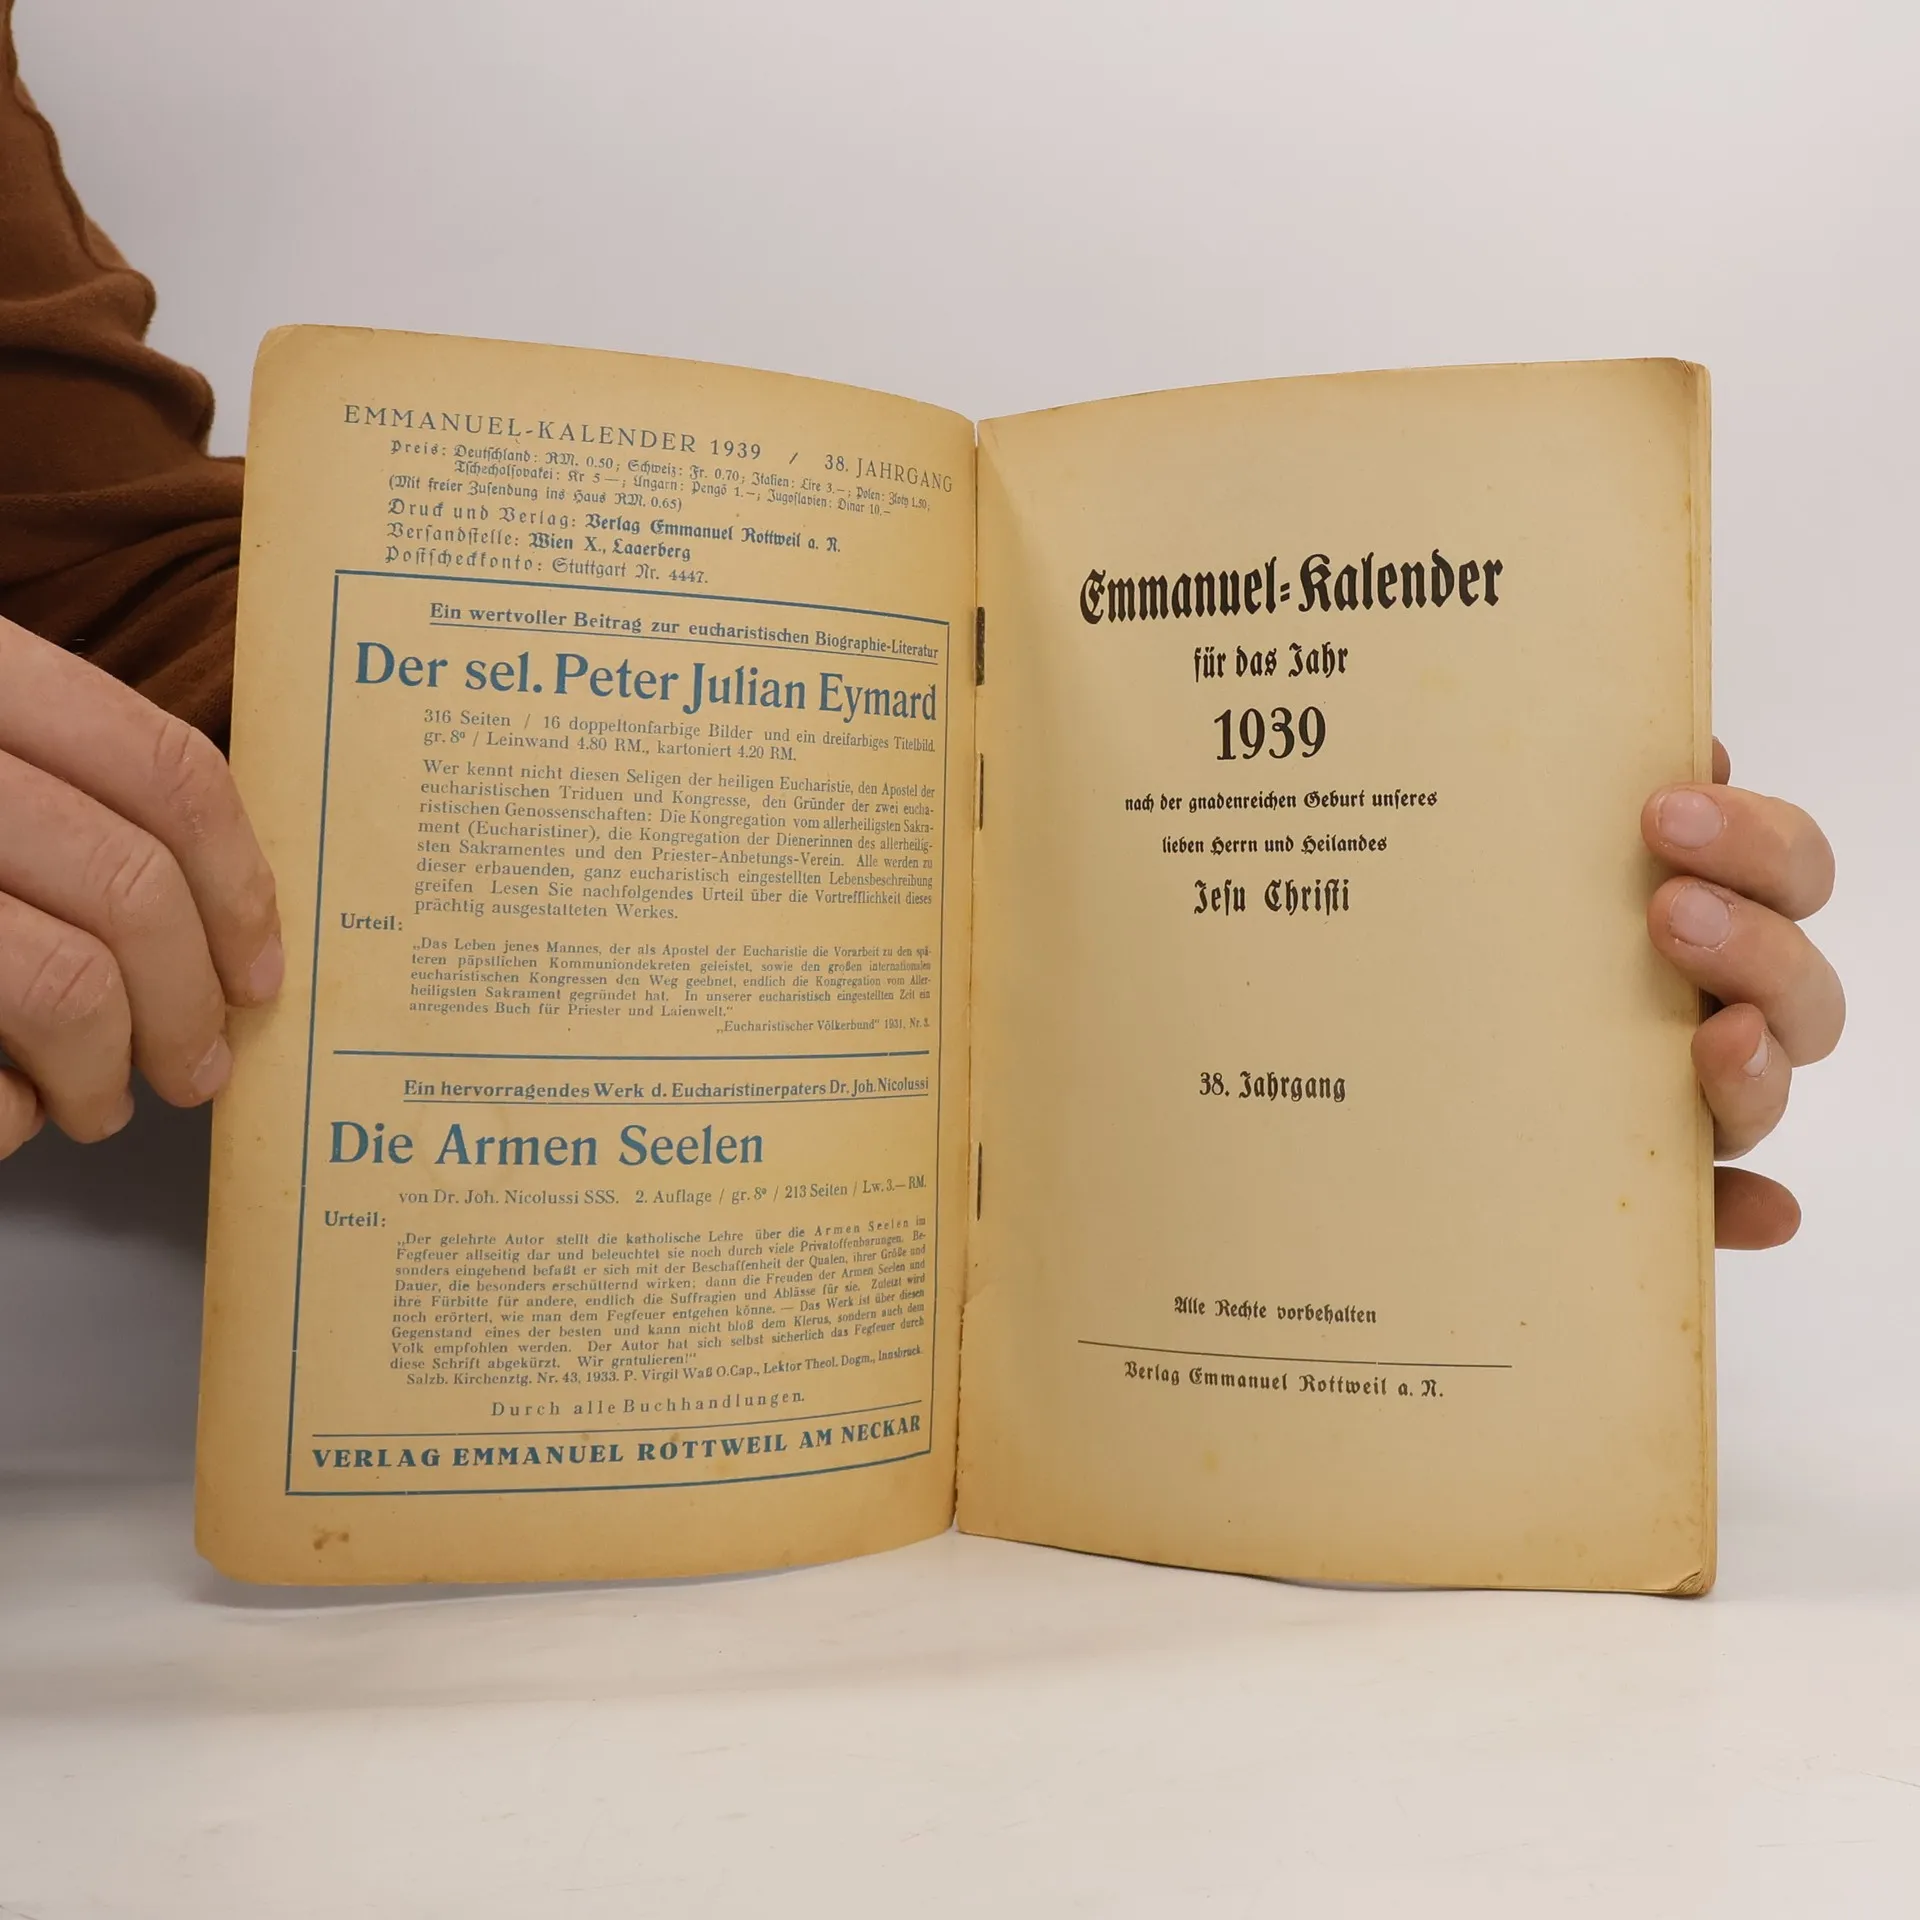 EMMANUEL-KALENDER 1939 / 38. JAHRGANG
Preis: Deutschland: RM. 0.50; Schweiz: Fr. 0.70; Italien: Lire 3.—; Polen: Zloty 1.50;
Tschechoslovakei: Kr 5 —; Ungarn: Pengö 1.—; Jugoslavien: Dinar 10.—
(Mit freier Zusendung ins Haus RM. 0.65)
Druck und Verlag: Verlag Emmanuel Rottweil a. N.
Versandstelle: Wien X., Laaerberg
Postscheckkonto: Stuttgart Nr. 4447.
Ein wertvoller Beitrag zur eucharistischen Biographie-Literatur
Der sel. Peter Julian Eymard
316 Seiten / 16 doppeltonfarbige Bilder und ein dreifarbiges Titelbild.
gr. 8º / Leinwand 4.80 RM., kartoniert 4.20 RM.
Wer kennt nicht diesen Seligen der heiligen Eucharistie, den Apostel der
eucharistischen Triduen und Kongresse, den Gründer der zwei eucha-
ristischen Genossenschaften: Die Kongregation vom allerheiligsten Sakra-
ment (Eucharistiner), die Kongregation der Dienerinnen des allerheilig-
sten Sakramentes und den Priester-Anbetungs-Verein. Alle werden zu
dieser erbauenden, ganz eucharistisch eingestellten Lebensbeschreibung
greifen Lesen Sie nachfolgendes Urteil über die Vortrefflichkeit dieses
prächtig ausgestatteten Werkes.
Urteil:
„Das Leben jenes Mannes, der als Apostel der Eucharistie die Vorarbeit zu den spä-
teren päpstlichen Kommuniondekreten geleistet, sowie den großen internationalen
eucharistischen Kongressen den Weg geebnet, endlich die Kongregation vom Aller-
heiligsten Sakrament gegründet hat. In unserer eucharistisch eingestellten Zeit ein
anregendes Buch für Priester und Laienwelt.“
„Eucharistischer Völkerbund“ 1931, Nr. 3.
Ein hervorragendes Werk d. Eucharistinerpaters Dr. Joh. Nicolussi
Die Armen Seelen
von Dr. Joh. Nicolussi SSS. 2. Auflage / gr. 8º / 213 Seiten / Lw. 3.— RM.
Urteil:
„Der gelehrte Autor stellt die katholische Lehre über die Armen Seelen im
Fegfeuer allseitig dar und beleuchtet sie noch durch viele Privatoffenbarungen. Be-
sonders eingehend befaßt er sich mit der Beschaffenheit der Qualen, ihrer Größe und
Dauer, die besonders erschütternd wirken; dann die Freuden der Armen Seelen und
ihre Fürbitte für andere, endlich die Suffragien und Ablässe für sie. Zuletzt wird
noch erörtert, wie man dem Fegfeuer entgehen könne. — Das Werk ist über diesen
Gegenstand eines der besten und kann nicht bloß dem Klerus, sondern auch dem
Volk empfohlen werden. Der Autor hat sich selbst sicherlich das Fegfeuer durch
diese Schrift abgekürzt. Wir gratulieren!“
Salzb. Kirchenztg. Nr. 43, 1933. P. Virgil Waß O.Cap., Lektor Theol. Dogm., Innsbruck.
Durch alle Buchhandlungen.
VERLAG EMMANUEL ROTTWEIL AM NECKAR
Emmanuel-Kalender
für das Jahr
1939
nach der gnadenreichen Geburt unseres
lieben Herrn und Heilandes
Jesu Christi
38. Jahrgang
Alle Rechte vorbehalten
Verlag Emmanuel Rottweil a. N.